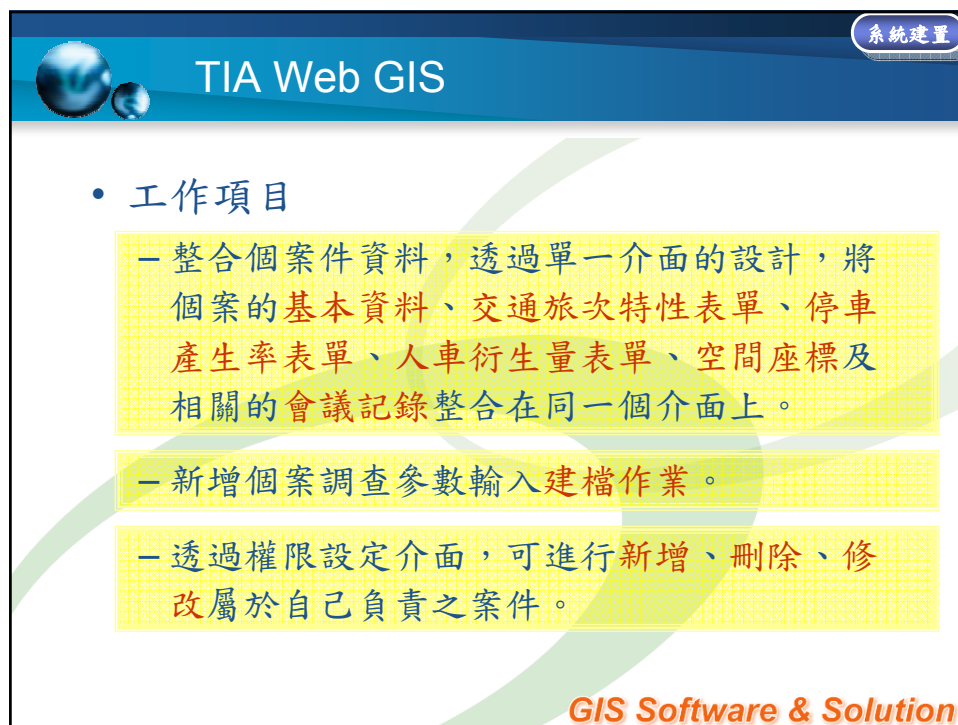 系統建置
TIA Web GIS
• 工作項目
– 整合個案件資料，透過單一介面的設計，將
個案的基本資料、交通旅次特性表單、停車
產生率表單、人車衍生量表單、空間座標及
相關的會議記錄整合在同一個介面上。
– 新增個案調查參數輸入建檔作業。
– 透過權限設定介面，可進行新增、刪除、修
改屬於自己負責之案件。
GIS Software & Solution